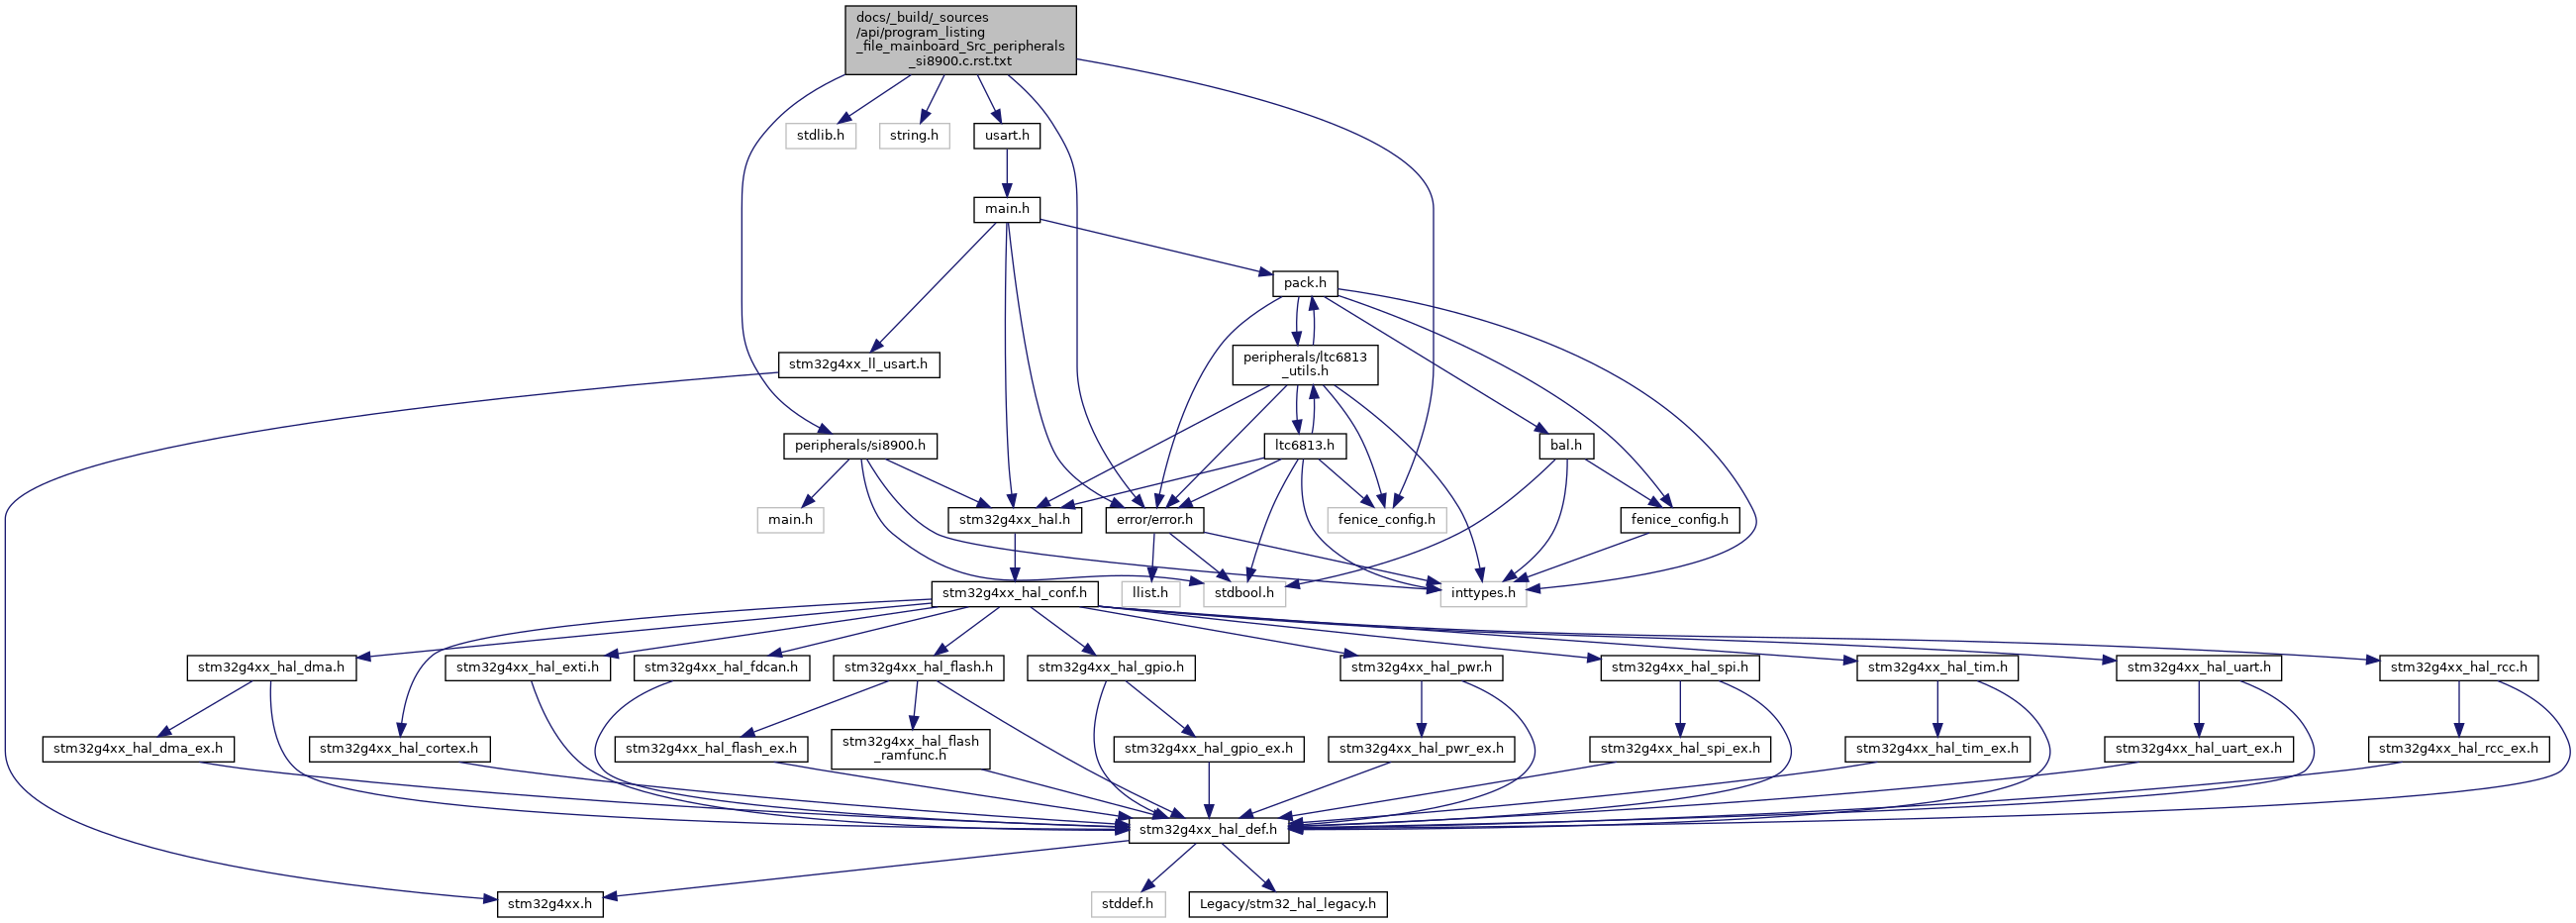 docs/_build/_sources
/api/program_listing
_file_mainboard_Src_peripherals
_si8900.c.rst.txt
stdlib.h
string.h
usart.h
main.h
pack.h
stm32g4xx_ll_usart.h
peripherals/ltc6813
_utils.h
peripherals/si8900.h
ltc6813.h
bal.h
main.h
stm32g4xx_hal.h
error/error.h
fenice_config.h
fenice_config.h
stm32g4xx_hal_conf.h
llist.h
stdbool.h
inttypes.h
stm32g4xx_hal_dma.h
stm32g4xx_hal_exti.h
stm32g4xx_hal_fdcan.h
stm32g4xx_hal_flash.h
stm32g4xx_hal_gpio.h
stm32g4xx_hal_pwr.h
stm32g4xx_hal_spi.h
stm32g4xx_hal_tim.h
stm32g4xx_hal_uart.h
stm32g4xx_hal_rcc.h
stm32g4xx_hal_dma_ex.h
stm32g4xx_hal_cortex.h
stm32g4xx_hal_flash_ex.h
stm32g4xx_hal_flash
_ramfunc.h
stm32g4xx_hal_gpio_ex.h
stm32g4xx_hal_pwr_ex.h
stm32g4xx_hal_spi_ex.h
stm32g4xx_hal_tim_ex.h
stm32g4xx_hal_uart_ex.h
stm32g4xx_hal_rcc_ex.h
stm32g4xx_hal_def.h
stm32g4xx.h
stddef.h
Legacy/stm32_hal_legacy.h